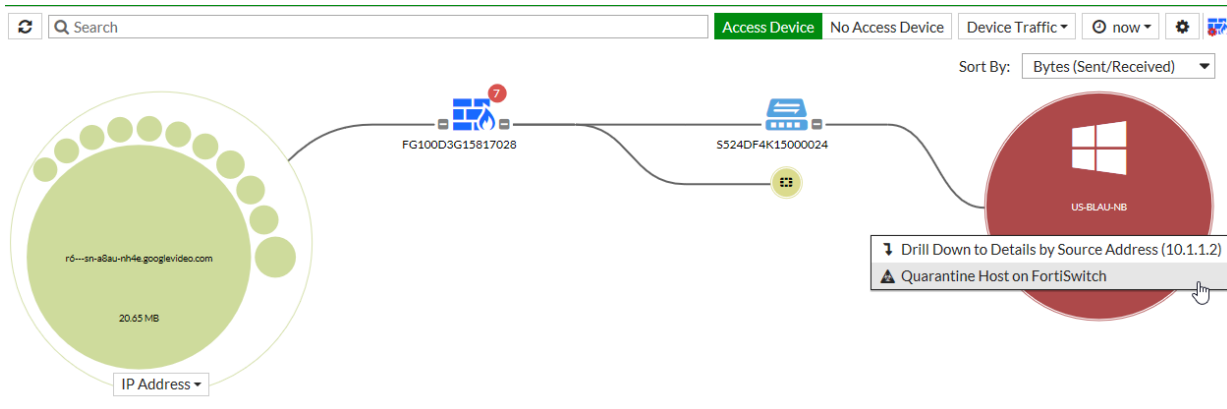 Search
Access Device
No Access Device
Device Traffic
now
Sort By:
Bytes (Sent/Received)
7
FG100D3G15817028
S524DF4K15000024
US-BLAU-NB
Drill Down to Details by Source Address (10.1.1.2)
Quarantine Host on FortiSwitch
r6---sn-a8au-nh4e.googlevideo.com
20.65 MB
IP Address